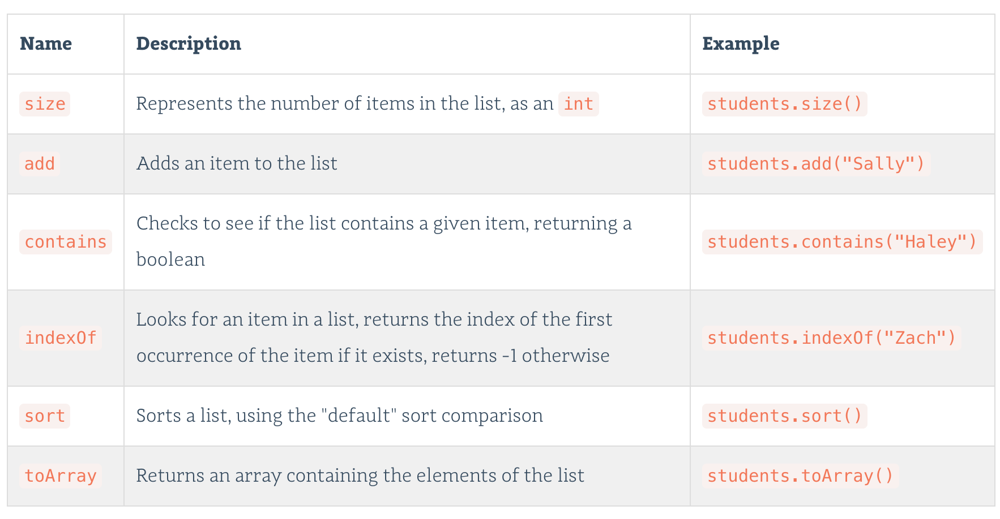 Name Description Example
size Represents the number of items in the list, as an int students.size()
add Adds an item to the list students.add("Sally")
contains Checks to see if the list contains a given item, returning a
boolean students.contains("Haley")
indexOf Looks for an item in a list, returns the index of the first
occurrence of the item if it exists, returns -1 otherwise students.indexOf("Zach")
sort Sorts a list, using the "default" sort comparison students.sort()
toArray Returns an array containing the elements of the list students.toArray()